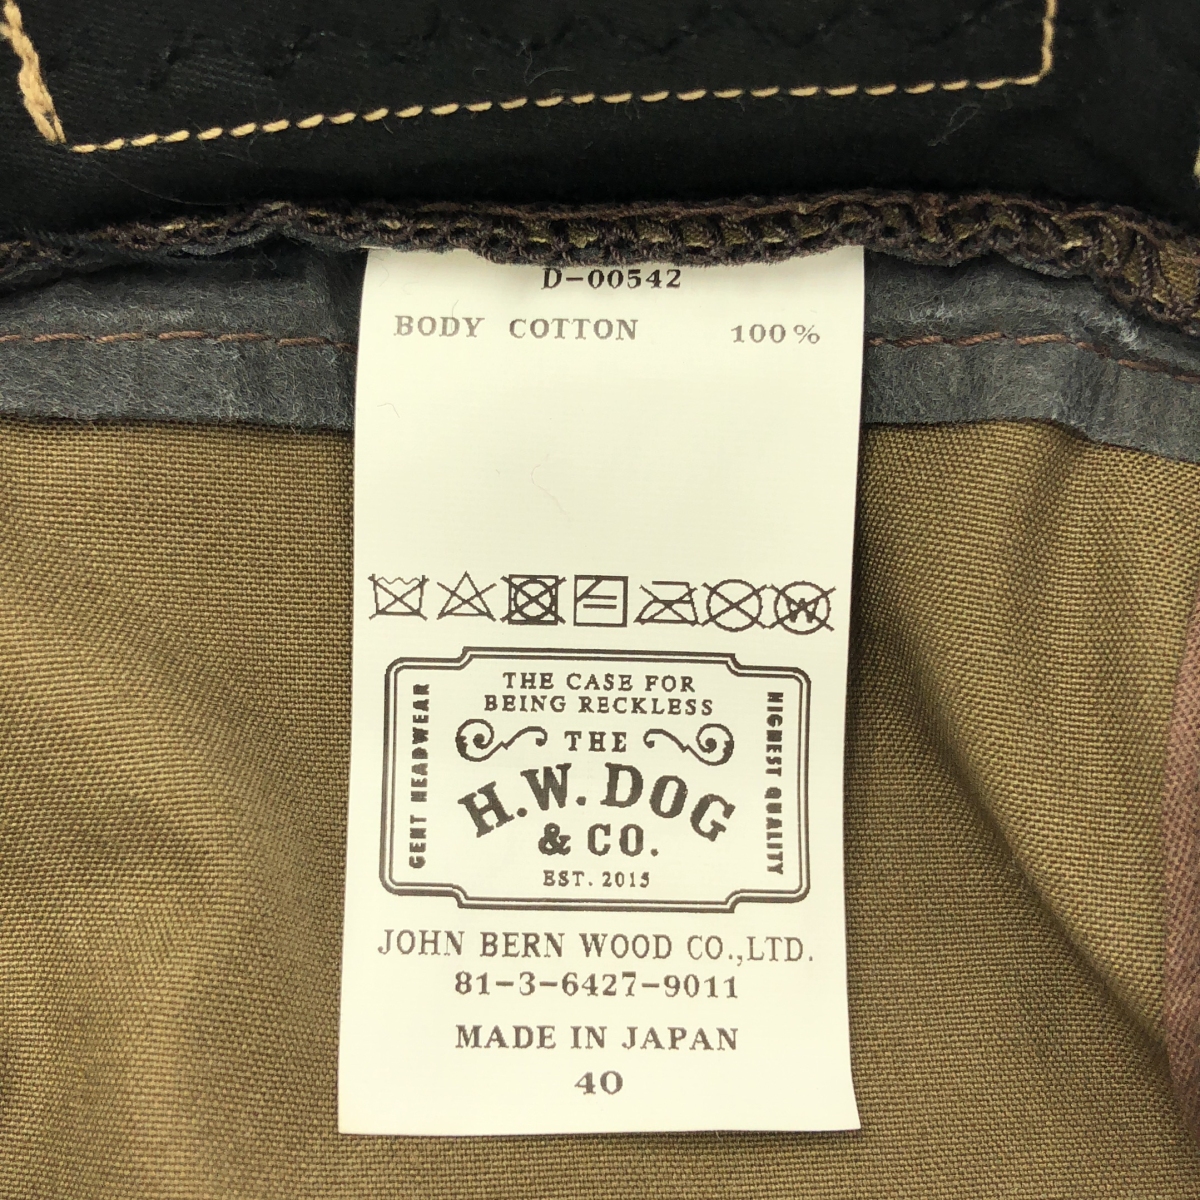 D-00542
BODY COTTON 100%
W
THE CASE FOR
BEING RECKLESS
GENT HEADWEAR
HIGHEST QUALITY
THE
H.W. DOG
& CO.
EST. 2015
JOHN BERN WOOD CO.,LTD.
81-3-6427-9011
MADE IN JAPAN
40